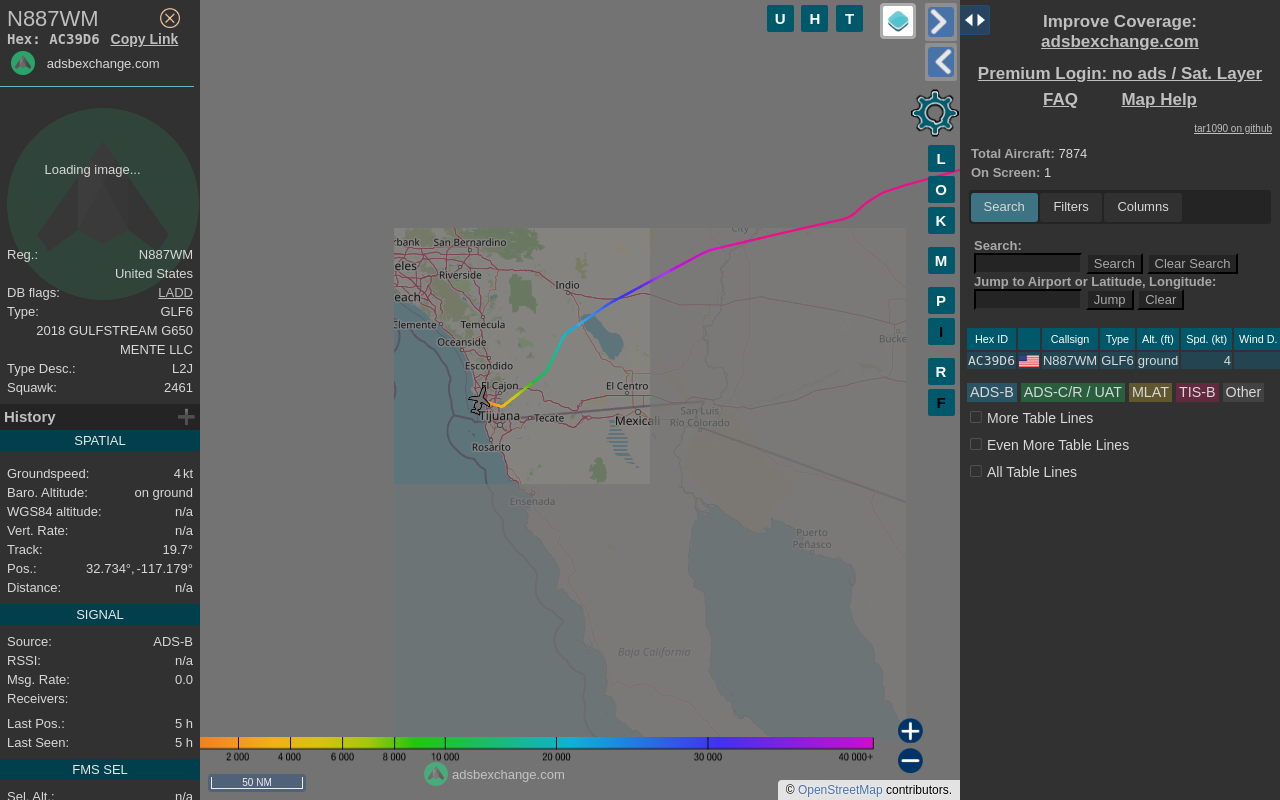 N887WM
Hex: AC39D6 Copy Link
adsbexchange.com
Loading image...
Reg.: N887WM
United States
DB flags: LADD
Type: GLF6
2018 GULFSTREAM G650
MENTE LLC
Type Desc.: L2J
Squawk: 2461
History
SPATIAL
Groundspeed: 4 kt
Baro. Altitude: on ground
WGS84 altitude: n/a
Vert. Rate: n/a
Track: 19.7°
Pos.: 32.734°, -117.179°
Distance: n/a
SIGNAL
Source: ADS-B
RSSI: n/a
Msg. Rate: 0.0
Receivers:
Last Pos.: 5 h
Last Seen: 5 h
FMS SEL
Sel. Alt.: n/a
U H T
L
O
K
M
P
I
R
F
City
rbank San Bernardino
eles
Riverside
Indio
each
Clemente
Temecula
Oceanside
Escondido
El Cajon
El Centro
Tijuana
Tecate
Mexicali
San Luis
Río Colorado
Rosarito
Ensenada
Bucke
Puerto
Peñasco
Baja California
2 000 4 000 6 000 8 000 10 000 20 000 30 000 40 000+
adsbexchange.com
50 NM
© OpenStreetMap contributors.
Improve Coverage:
adsbexchange.com
Premium Login: no ads / Sat. Layer
FAQ Map Help
tar1090 on github
Total Aircraft: 7874
On Screen: 1
Search Filters Columns
Search:
Search Clear Search
Jump to Airport or Latitude, Longitude:
Jump Clear
Hex ID Callsign Type Alt. (ft) Spd. (kt) Wind D.
AC39D6 N887WM GLF6 ground 4
ADS-B ADS-C/R / UAT MLAT TIS-B Other
More Table Lines
Even More Table Lines
All Table Lines